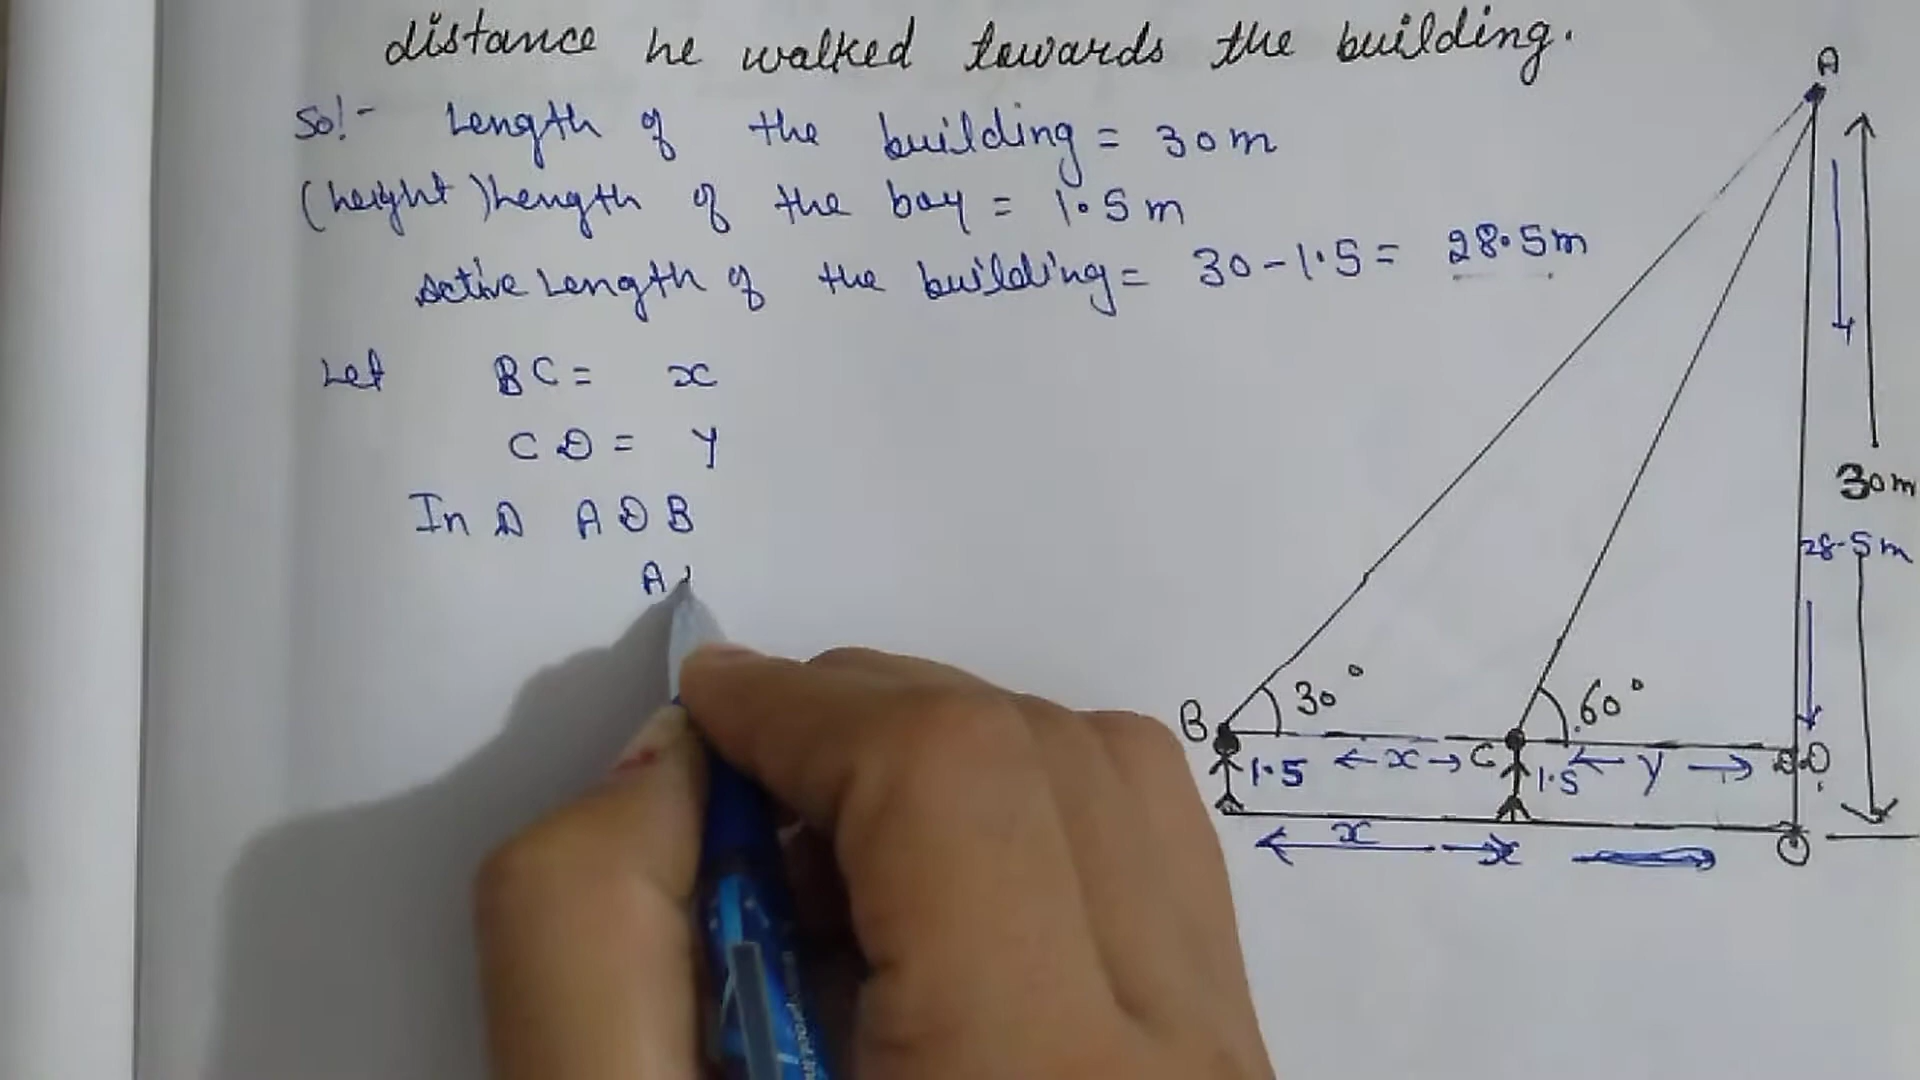 distance he walked towards the building.
Sol:- Length of the building = 30m
(height) Length of the boy = 1.5m
Active Length of the building = 30-1.5 = 28.5m
Let BC = x
CD = y
In Δ ADB
A
A
30m
28.5m
B 30° 60°
1.5 ← x → C 1.5 ← y → D
x